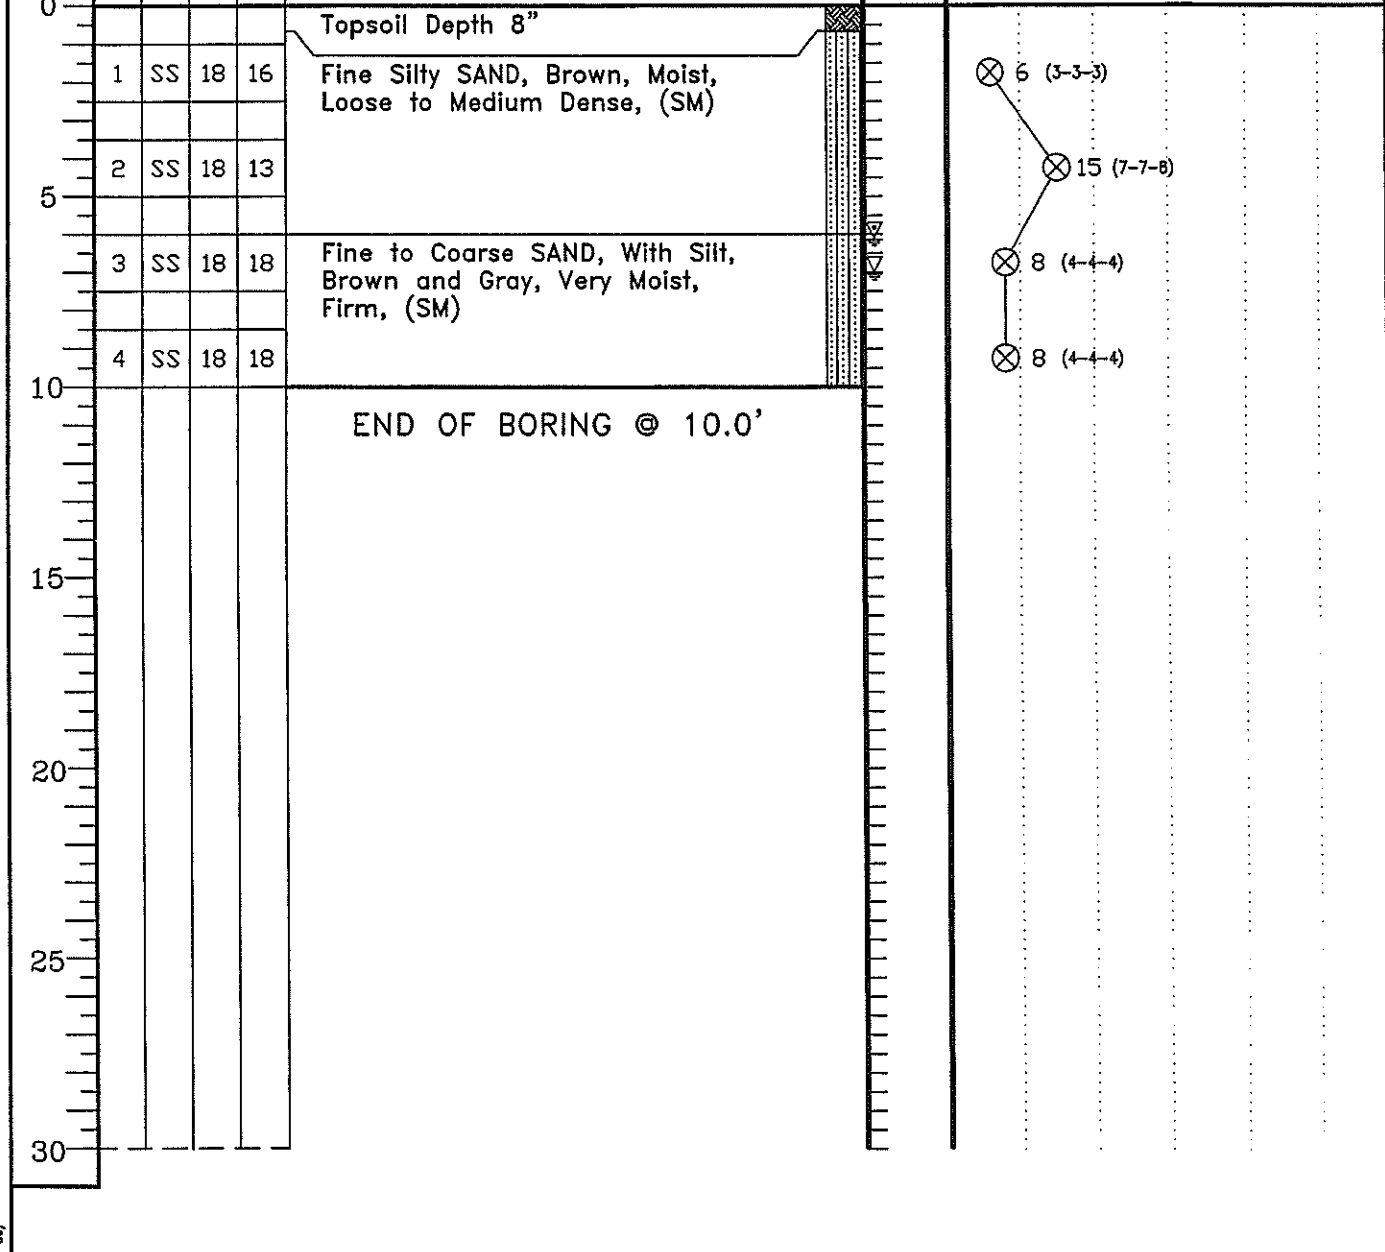 0
Topsoil Depth 8"
1 SS 18 16 Fine Silty SAND, Brown, Moist, 6 (3-3-3)
Loose to Medium Dense, (SM)
2 SS 18 13 15 (7-7-8)
5
3 SS 18 18 Fine to Coarse SAND, With Silt, 8 (4-4-4)
Brown and Gray, Very Moist,
Firm, (SM)
4 SS 18 18 8 (4-4-4)
10
END OF BORING @ 10.0'
15
20
25
30